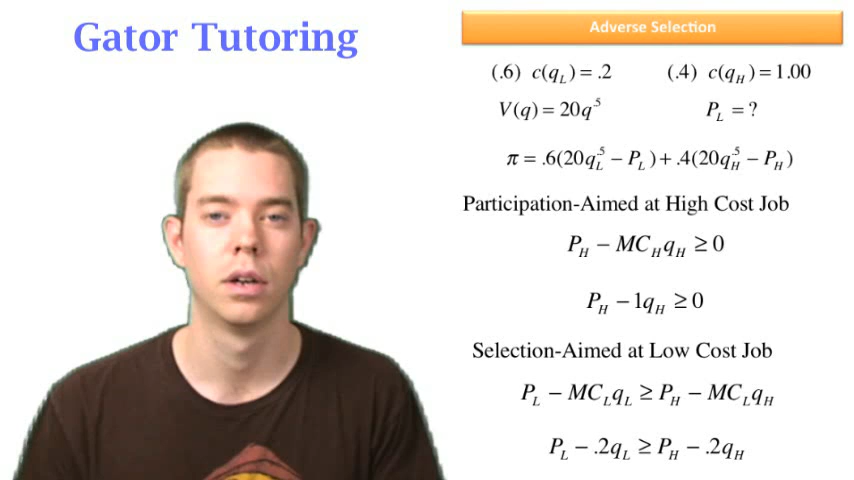 Gator Tutoring
Adverse Selection
(.6) c(q_L) = .2 (.4) c(q_H) = 1.00
V(q) = 20q^.5 P_L = ?
π = .6(20q_L^.5 − P_L) + .4(20q_H^.5 − P_H)
Participation-Aimed at High Cost Job
P_H − MC_H q_H ≥ 0
P_H − 1q_H ≥ 0
Selection-Aimed at Low Cost Job
P_L − MC_L q_L ≥ P_H − MC_L q_H
P_L − .2q_L ≥ P_H − .2q_H